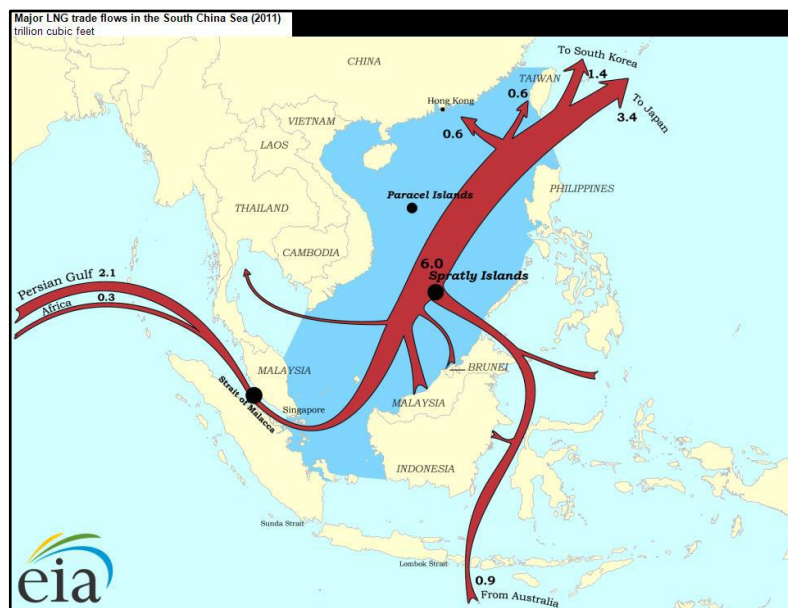 Major LNG trade flows in the South China Sea (2011)
trillion cubic feet
To South Korea
1.4
CHINA
TAIWAN
To Japan
3.4
0.6
Hong Kong
0.6
VIETNAM
LAOS
Paracel Islands
PHILIPPINES
THAILAND
CAMBODIA
6.0
Spratly Islands
Persian Gulf 2.1
Africa 0.3
MALAYSIA
BRUNEI
Strait of Malacca
Singapore
MALAYSIA
INDONESIA
Sunda Strait
Lombok Strait
eia
0.9
From Australia